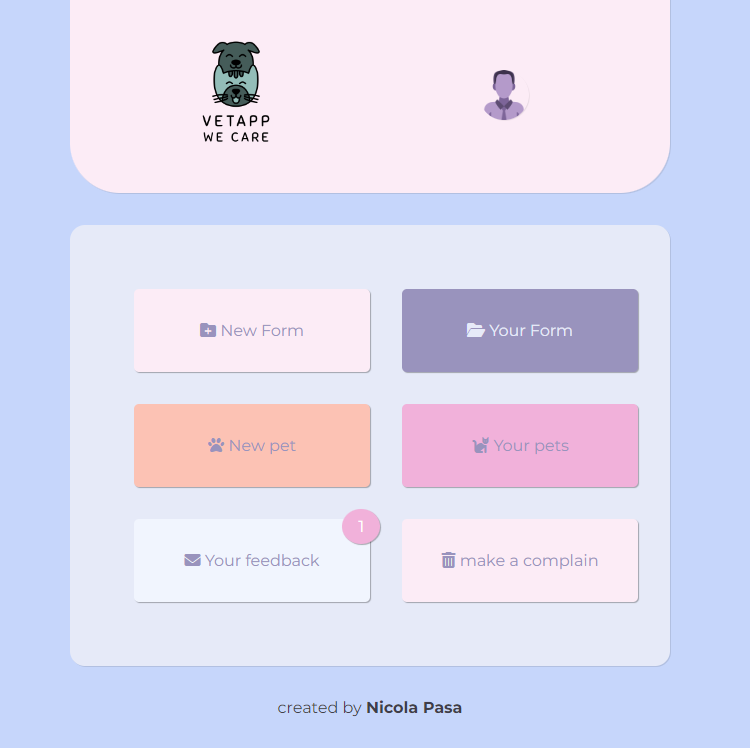 VETAPP
WE CARE
New Form
Your Form
New pet
Your pets
1
Your feedback
make a complain
created by Nicola Pasa